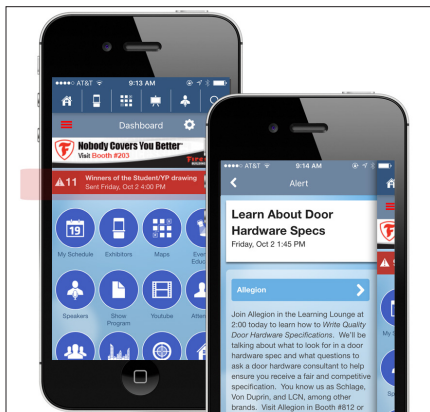 AT&T 9:13 AM
Dashboard
Nobody Covers You Better
Visit Booth #203
11 Winners of the Student/YP drawing
Sent Friday, Oct 2 4:00 PM
19
My Schedule Exhibitors Maps
Speakers Show Program Youtube
AT&T 9:14 AM
Alert
Learn About Door
Hardware Specs
Friday, Oct 2 1:45 PM
Allegion
Join Allegion in the Learning Lounge at
2:00 today to learn how to Write Quality
Door Hardware Specifications. We'll be
talking about what to look for in a door
hardware spec and what questions to
ask a door hardware consultant to help
ensure you receive a fair and competitive
specification. You know us as Schlage,
Von Duprin, and LCN, among other
brands. Visit Allegion in Booth #812 or